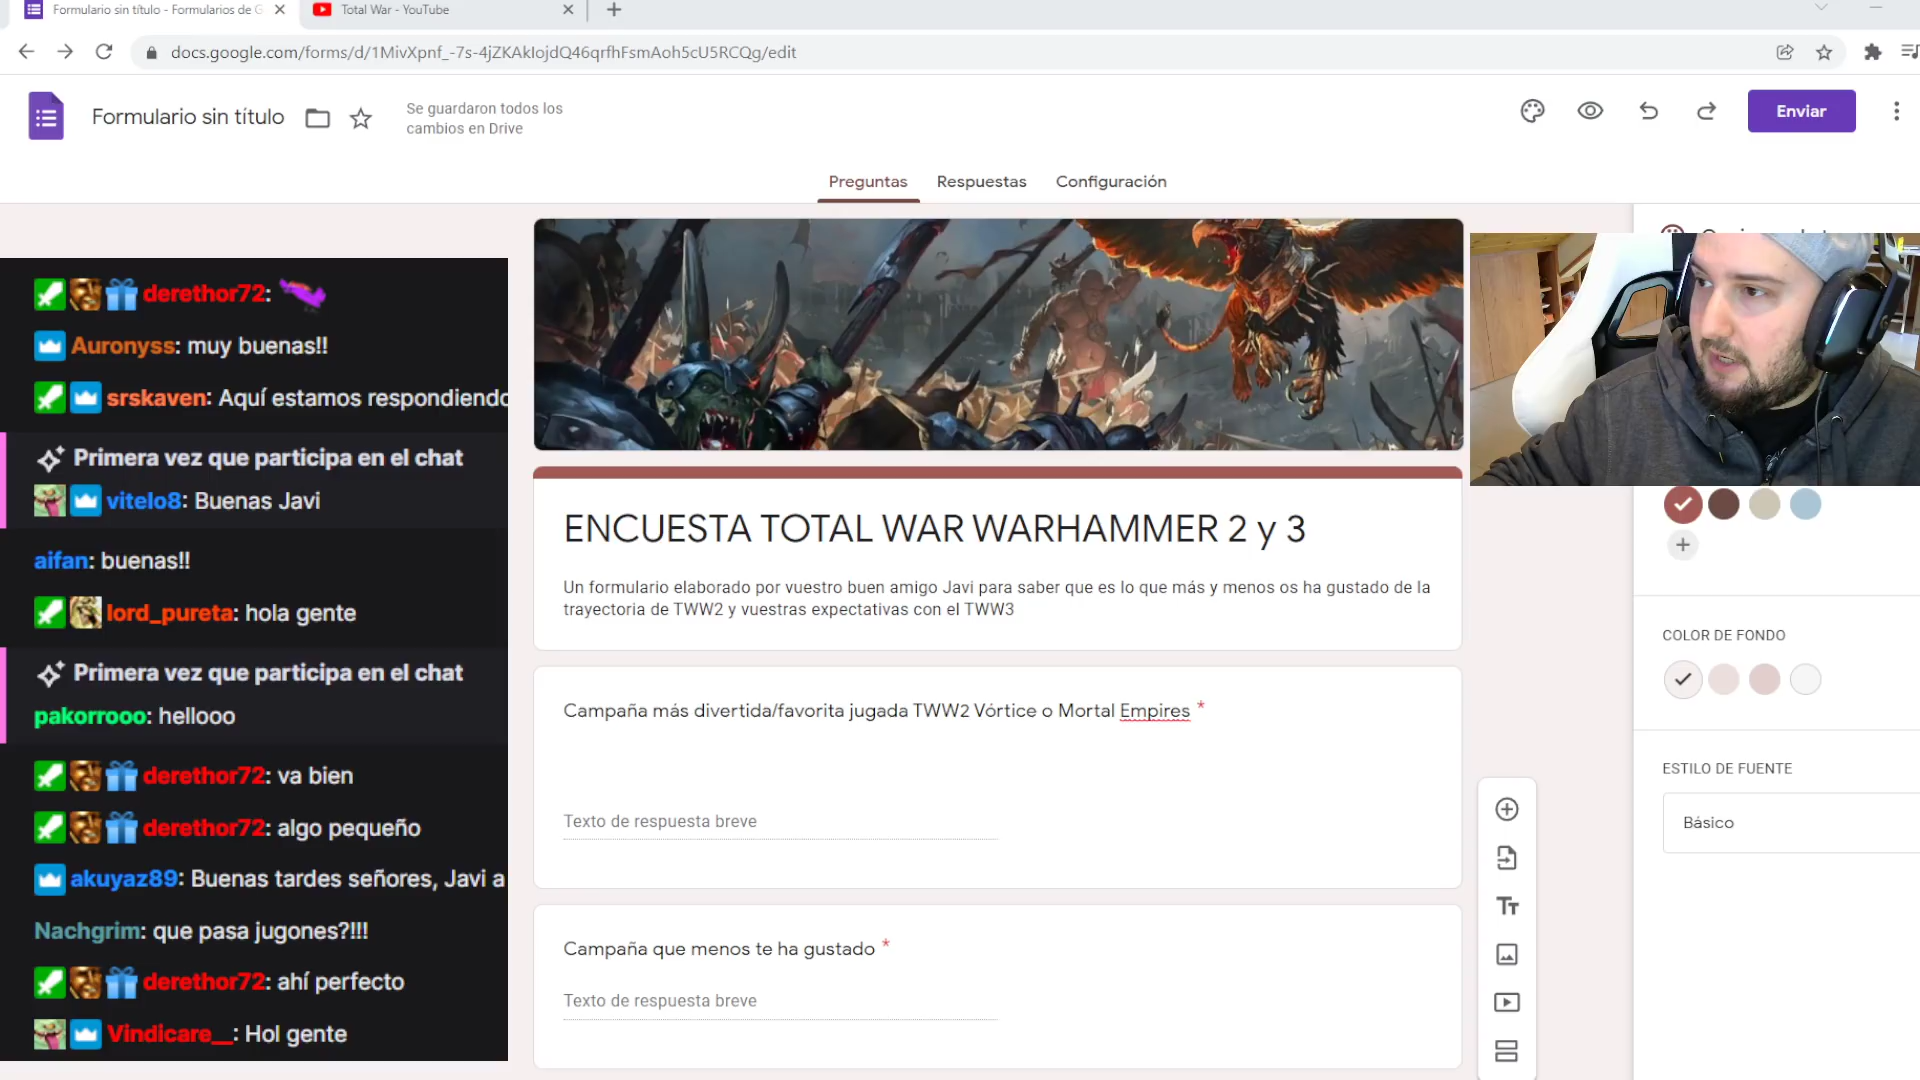 Formulario sin título - Formularios de G
Total War - YouTube
docs.google.com/forms/d/1MivXpnf_-7s-4jZKAkIojdQ46qrfhFsmAoh5cU5RCQg/edit
Formulario sin título
Se guardaron todos los
cambios en Drive
Enviar
Preguntas
Respuestas
Configuración
derethor72:
Auronyss: muy buenas!!
srskaven: Aquí estamos respondiendo
Primera vez que participa en el chat
vitelo8: Buenas Javi
aifan: buenas!!
lord_pureta: hola gente
Primera vez que participa en el chat
pakorrooo: hellooo
derethor72: va bien
derethor72: algo pequeño
akuyaz89: Buenas tardes señores, Javi a
Nachgrim: que pasa jugones?!!!
derethor72: ahí perfecto
Vindicare__: Hol gente
ENCUESTA TOTAL WAR WARHAMMER 2 y 3
Un formulario elaborado por vuestro buen amigo Javi para saber que es lo que más y menos os ha gustado de la
trayectoria de TWW2 y vuestras expectativas con el TWW3
Campaña más divertida/favorita jugada TWW2 Vórtice o Mortal Empires *
Texto de respuesta breve
Campaña que menos te ha gustado *
Texto de respuesta breve
COLOR DE FONDO
ESTILO DE FUENTE
Básico